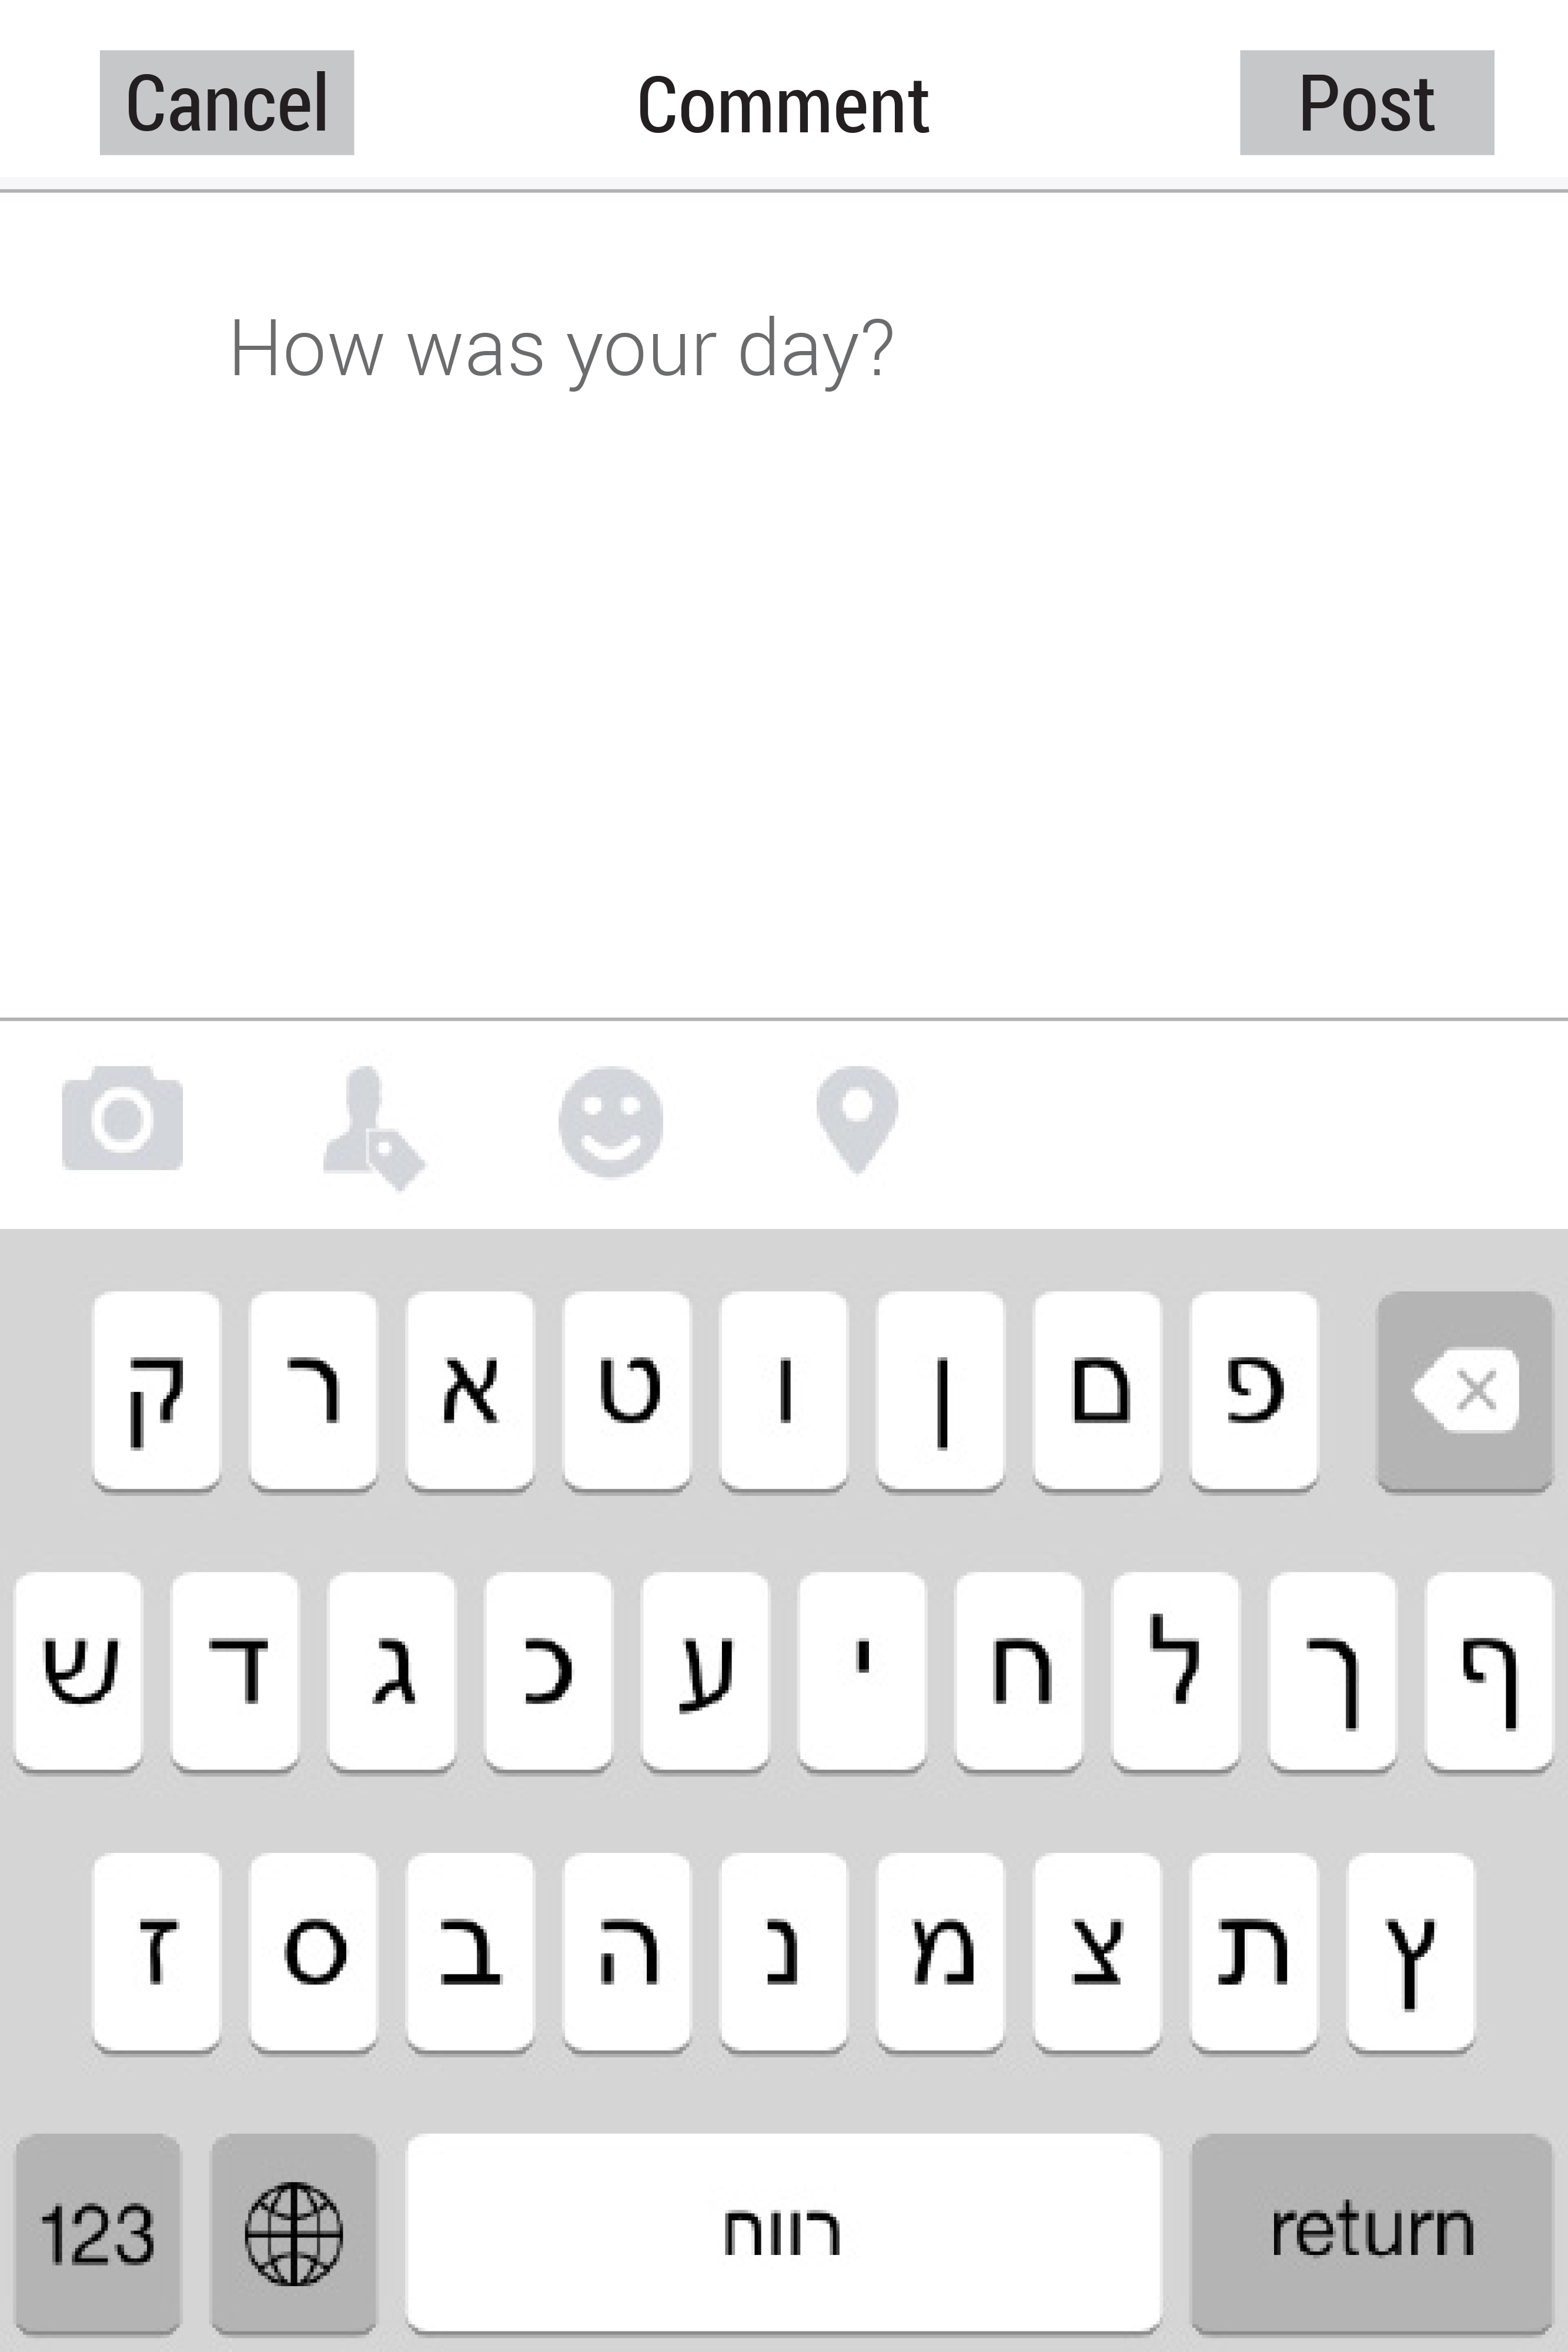 Cancel Comment Post
How was your day?
ק ר א ט ו ן ם פ
ש ד ג כ ע י ח ל ך ף
ז ס ב ה נ מ צ ת ץ
123 רווח return